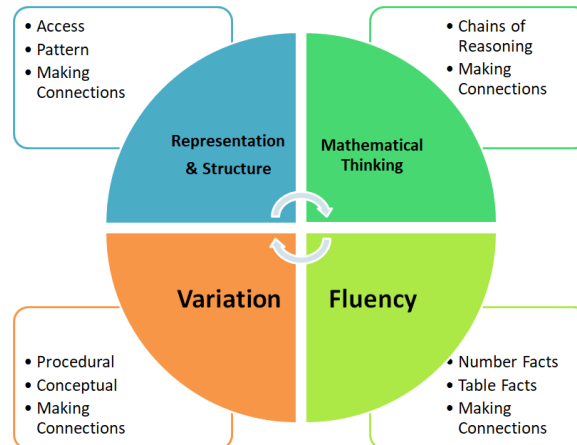 • Access
• Pattern
• Making
Connections
• Chains of
Reasoning
• Making
Connections
Representation
& Structure
Mathematical
Thinking
Variation
Fluency
• Procedural
• Conceptual
• Making
Connections
• Number Facts
• Table Facts
• Making
Connections